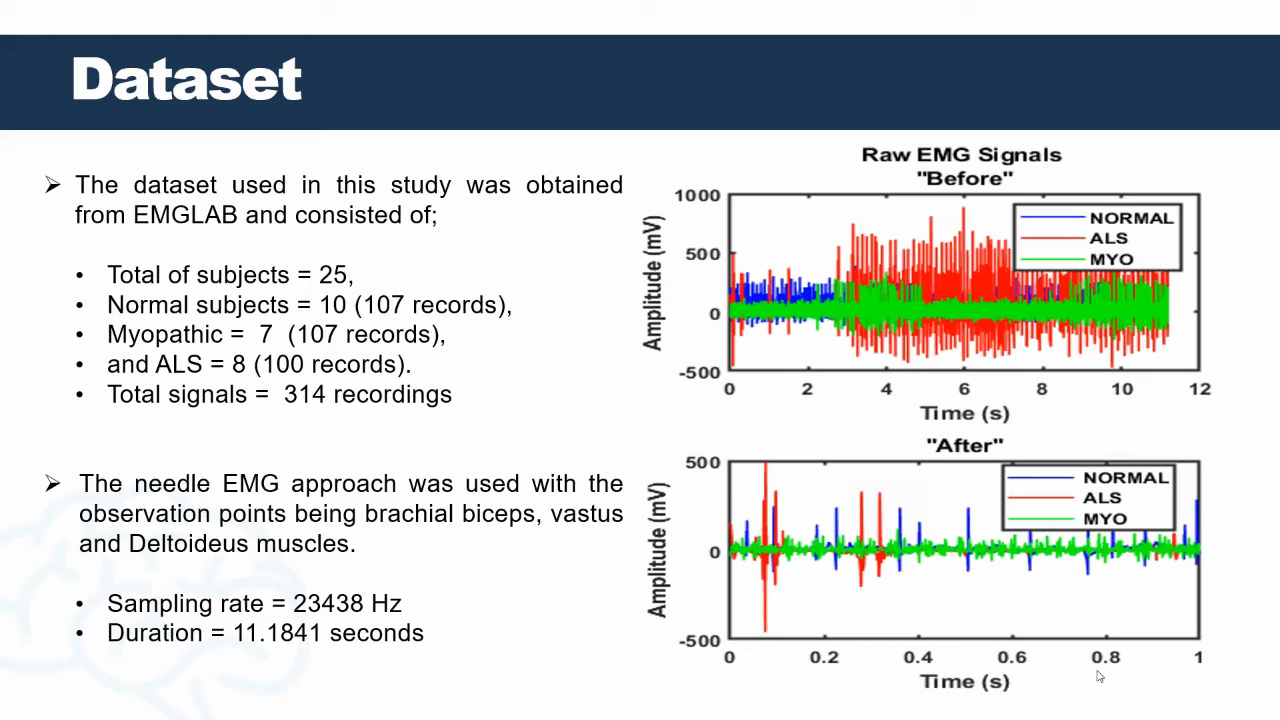 Dataset
➢ The dataset used in this study was obtained
from EMGLAB and consisted of;
• Total of subjects = 25,
• Normal subjects = 10 (107 records),
• Myopathic = 7 (107 records),
• and ALS = 8 (100 records).
• Total signals = 314 recordings
➢ The needle EMG approach was used with the
observation points being brachial biceps, vastus
and Deltoideus muscles.
• Sampling rate = 23438 Hz
• Duration = 11.1841 seconds
Raw EMG Signals
"Before"
1000
500
0
-500
Amplitude (mV)
NORMAL
ALS
MYO
0 2 4 6 8 10 12
Time (s)
"After"
500
0
-500
Amplitude (mV)
NORMAL
ALS
MYO
0 0.2 0.4 0.6 0.8 1
Time (s)